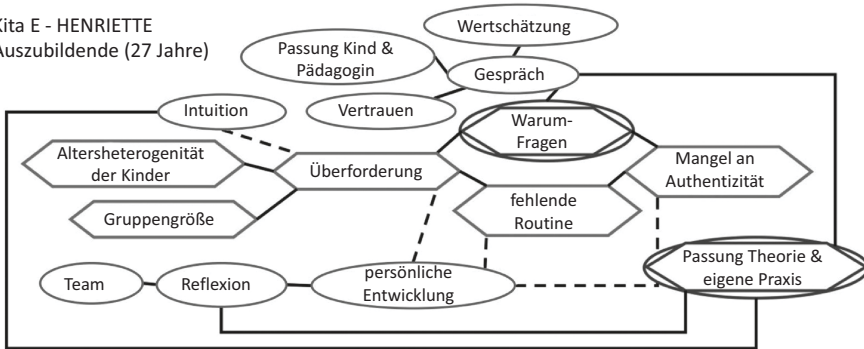 Kita E - HENRIETTE
Auszubildende (27 Jahre)
Wertschätzung
Passung Kind &
Pädagogin
Gespräch
Intuition
Vertrauen
Warum-
Fragen
Altersheterogenität
der Kinder
Überforderung
Mangel an
Authentizität
Gruppengröße
fehlende
Routine
Team
Reflexion
persönliche
Entwicklung
Passung Theorie &
eigene Praxis